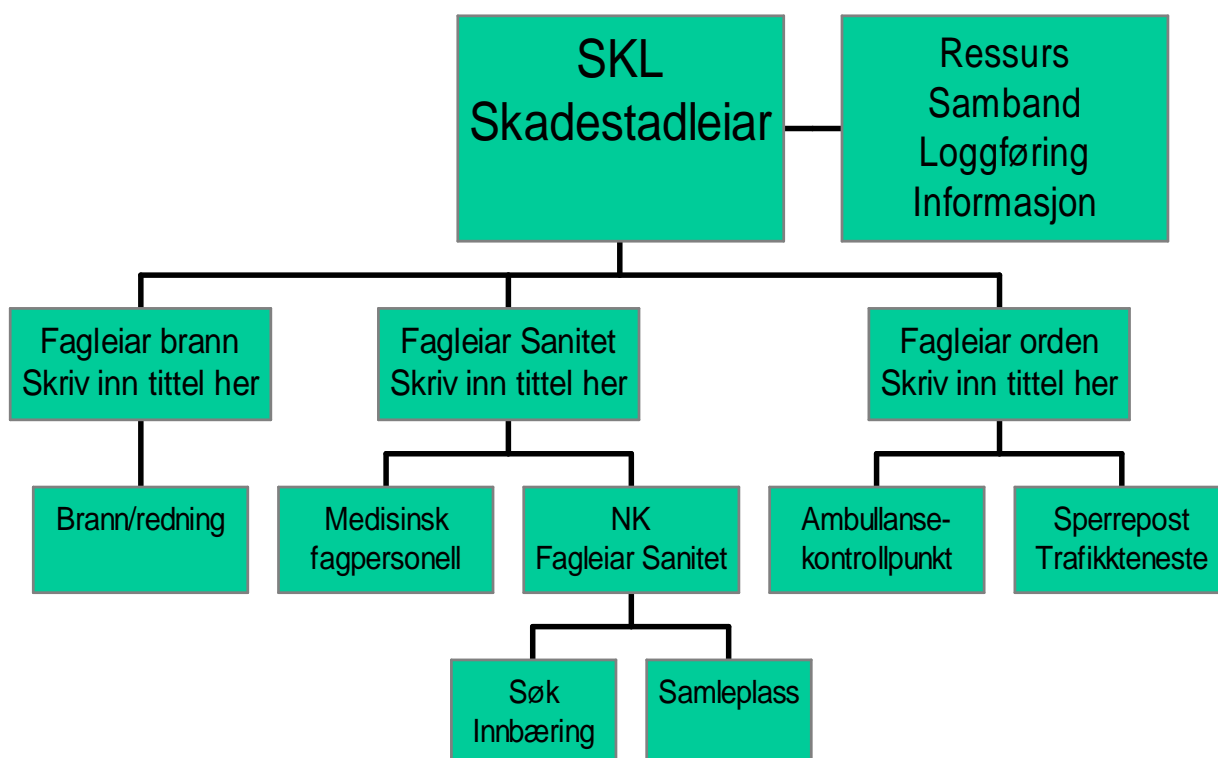 SKL
Skadestadleiar
Ressurs
Samband
Loggføring
Informasjon
Fagleiar brann
Skriv inn tittel her
Fagleiar Sanitet
Skriv inn tittel her
Fagleiar orden
Skriv inn tittel her
Brann/redning
Medisinsk
fagpersonell
NK
Fagleiar Sanitet
Ambullanse-
kontrollpunkt
Sperrepost
Trafikkteneste
Søk
Innbæring
Samleplass